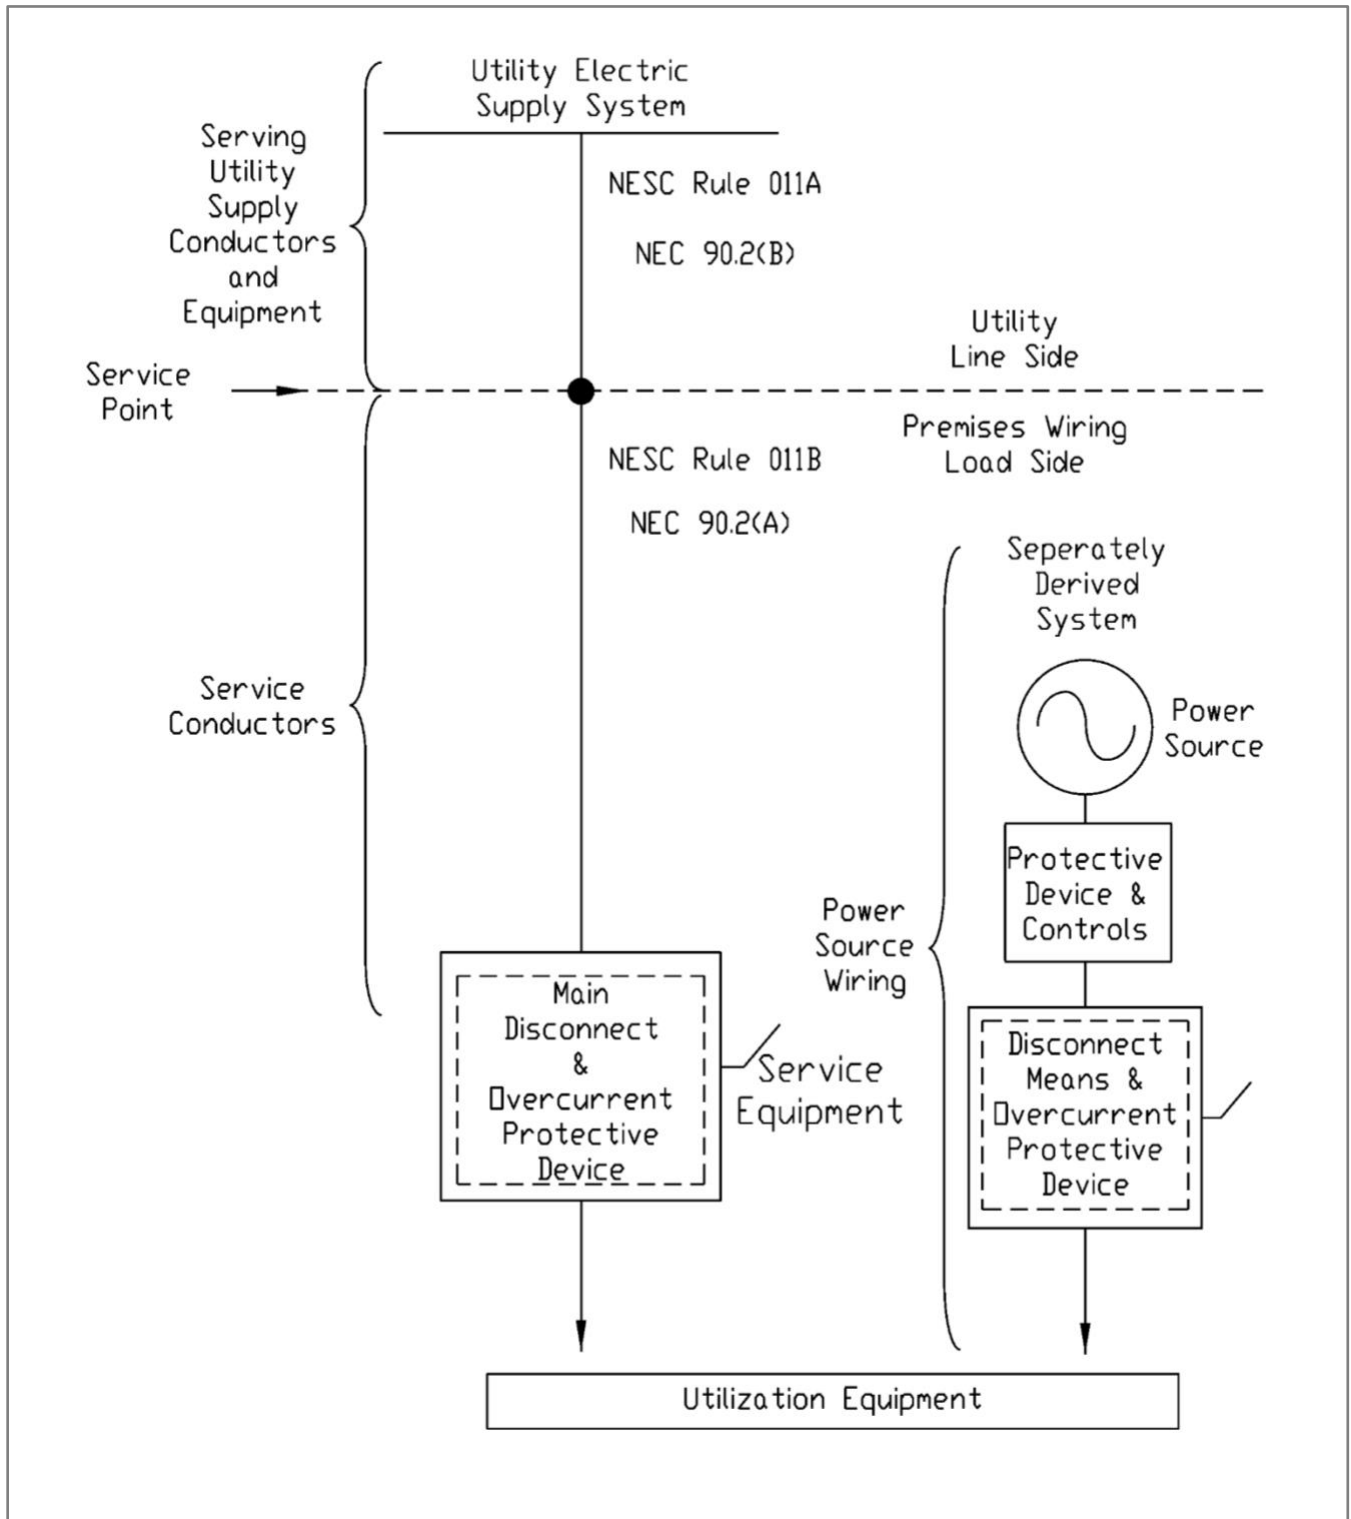 Utility Electric
Supply System
Serving
Utility
Supply
Conductors
and
Equipment
NESC Rule 011A
NEC 90.2(B)
Utility
Line Side
Service
Point
Premises Wiring
Load Side
NESC Rule 011B
NEC 90.2(A)
Seperately
Derived
System
Service
Conductors
Power
Source
Protective
Device &
Controls
Power
Source
Wiring
Main
Disconnect
&
Overcurrent
Protective
Device
Service
Equipment
Disconnect
Means &
Overcurrent
Protective
Device
Utilization Equipment